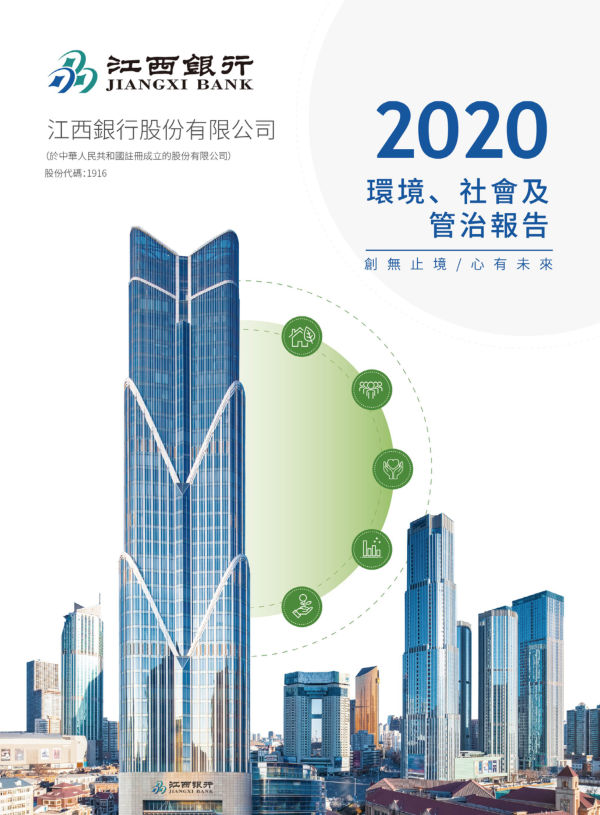 江西銀行
JIANGXI BANK
江西銀行股份有限公司
(於中華人民共和國註冊成立的股份有限公司)
股份代碼：1916
2020
環境、社會及
管治報告
創無止境/心有未來
江西銀行
JIANGXI BANK